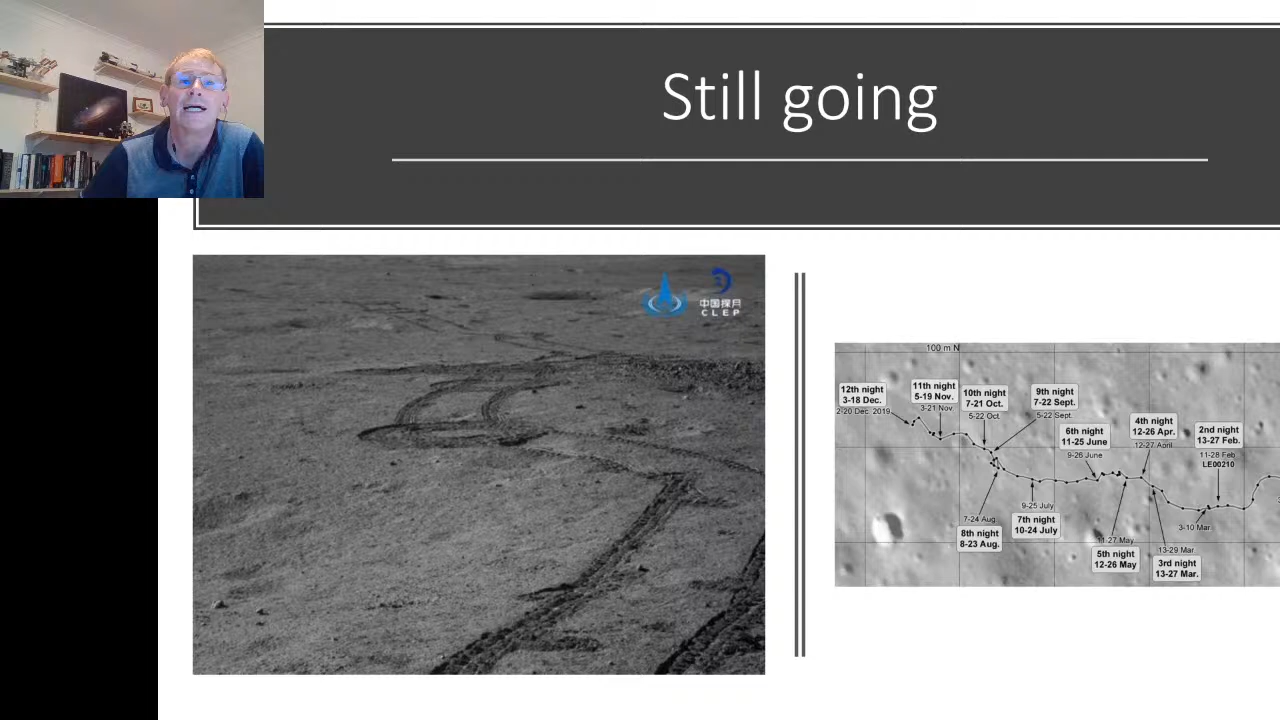 Still going
中国探月
CLEP
100 m N
12th night
3-18 Dec.
2-20 Dec. 2019
11th night
5-19 Nov.
3-21 Nov
10th night
7-21 Oct.
5-22 Oct.
9th night
7-22 Sept.
5-22 Sept.
6th night
11-25 June
9-26 June
4th night
12-26 Apr.
12-27 April
2nd night
13-27 Feb.
11-28 Feb
LE00210
7-24 Aug
8th night
8-23 Aug.
9-25 July
7th night
10-24 July
11-27 May
5th night
12-26 May
13-29 Mar
3rd night
13-27 Mar.
3-10 Mar.